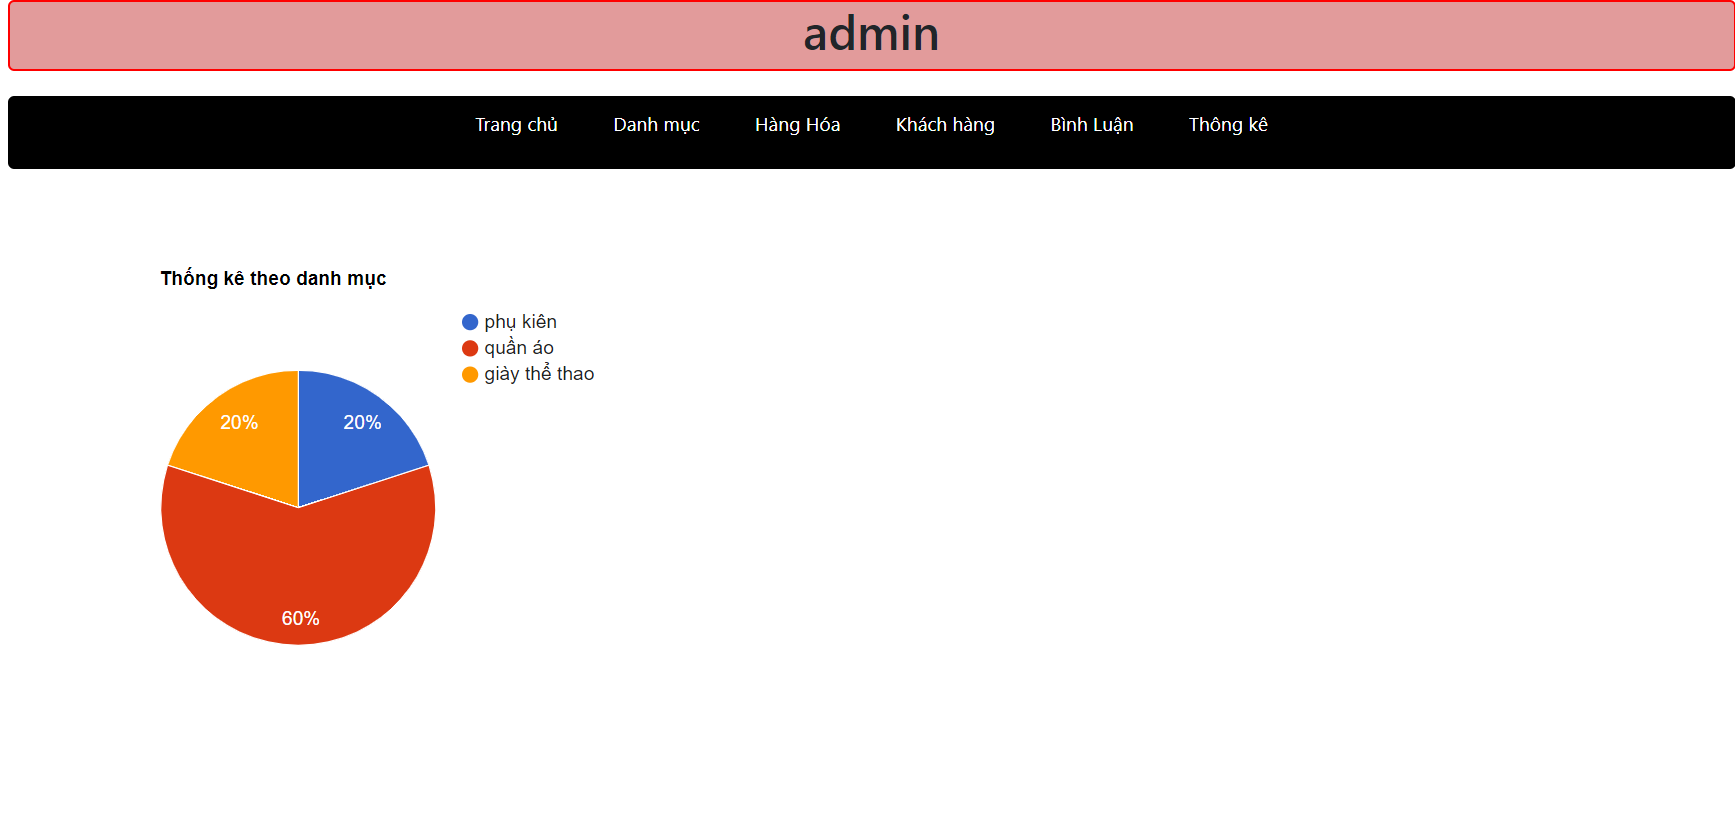 admin
Trang chủ Danh mục Hàng Hóa Khách hàng Bình Luận Thông kê
Thống kê theo danh mục
phụ kiên
quần áo
giày thể thao
20% 20%
60%